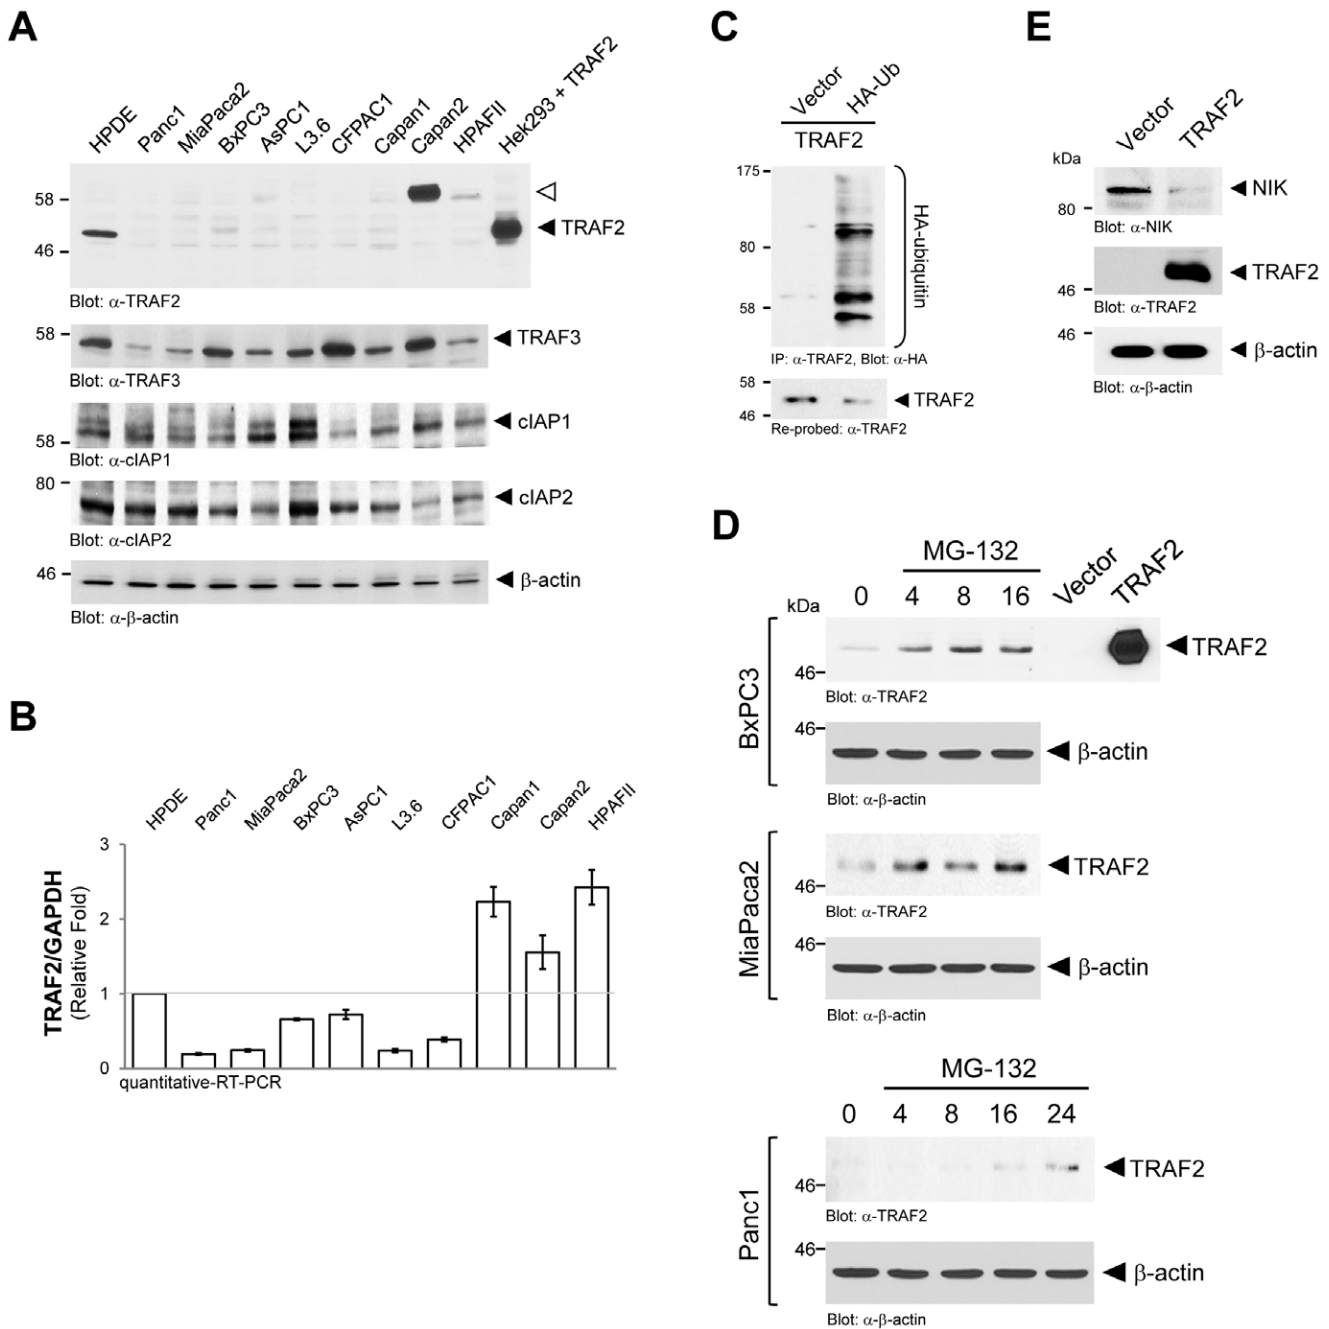 A
HPDE Panc1 MiaPaca2 BxPC3 AsPC1 L3.6 CFPAC1 Capan1 Capan2 HPAFII Hek293 + TRAF2
58
46
TRAF2
Blot: α-TRAF2
58
TRAF3
Blot: α-TRAF3
58
cIAP1
Blot: α-cIAP1
80
cIAP2
Blot: α-cIAP2
46
β-actin
Blot: α-β-actin
B
HPDE Panc1 MiaPaca2 BxPC3 AsPC1 L3.6 CFPAC1 Capan1 Capan2 HPAFII
TRAF2/GAPDH
(Relative Fold)
3
2
1
0
quantitative-RT-PCR
C
Vector HA-Ub
TRAF2
175
80
58
HA-ubiquitin
IP: α-TRAF2, Blot: α-HA
58
46
TRAF2
Re-probed: α-TRAF2
E
Vector TRAF2
kDa
80
NIK
Blot: α-NIK
46
TRAF2
Blot: α-TRAF2
46
β-actin
Blot: α-β-actin
D
MG-132
kDa
0 4 8 16 Vector TRAF2
BxPC3
46
TRAF2
Blot: α-TRAF2
46
β-actin
Blot: α-β-actin
MiaPaca2
46
TRAF2
Blot: α-TRAF2
46
β-actin
Blot: α-β-actin
MG-132
0 4 8 16 24
Panc1
46
TRAF2
Blot: α-TRAF2
46
β-actin
Blot: α-β-actin